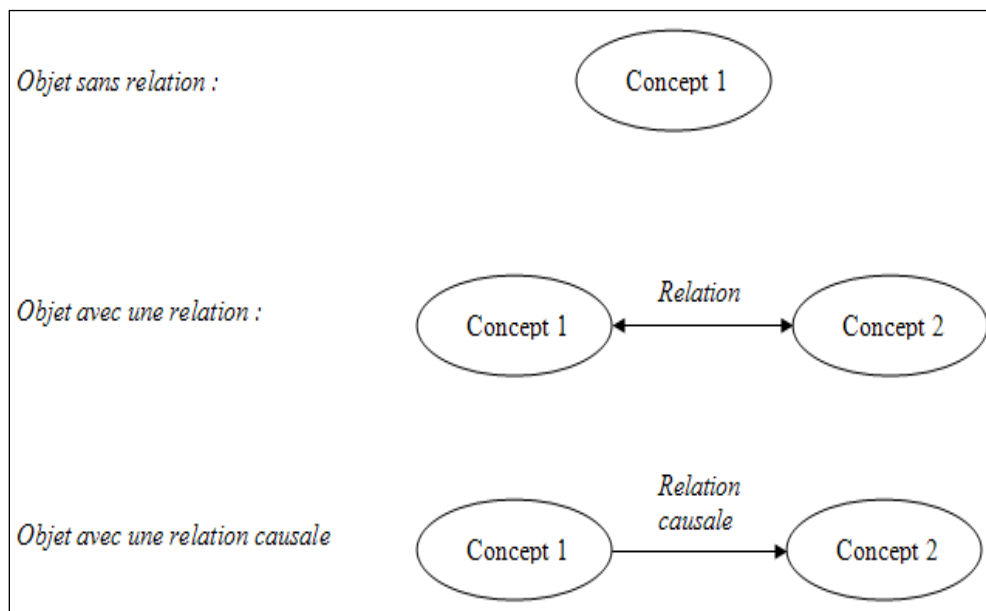 Objet sans relation :
Concept 1
Objet avec une relation :
Concept 1
Relation
Concept 2
Objet avec une relation causale
Concept 1
Relation
causale
Concept 2